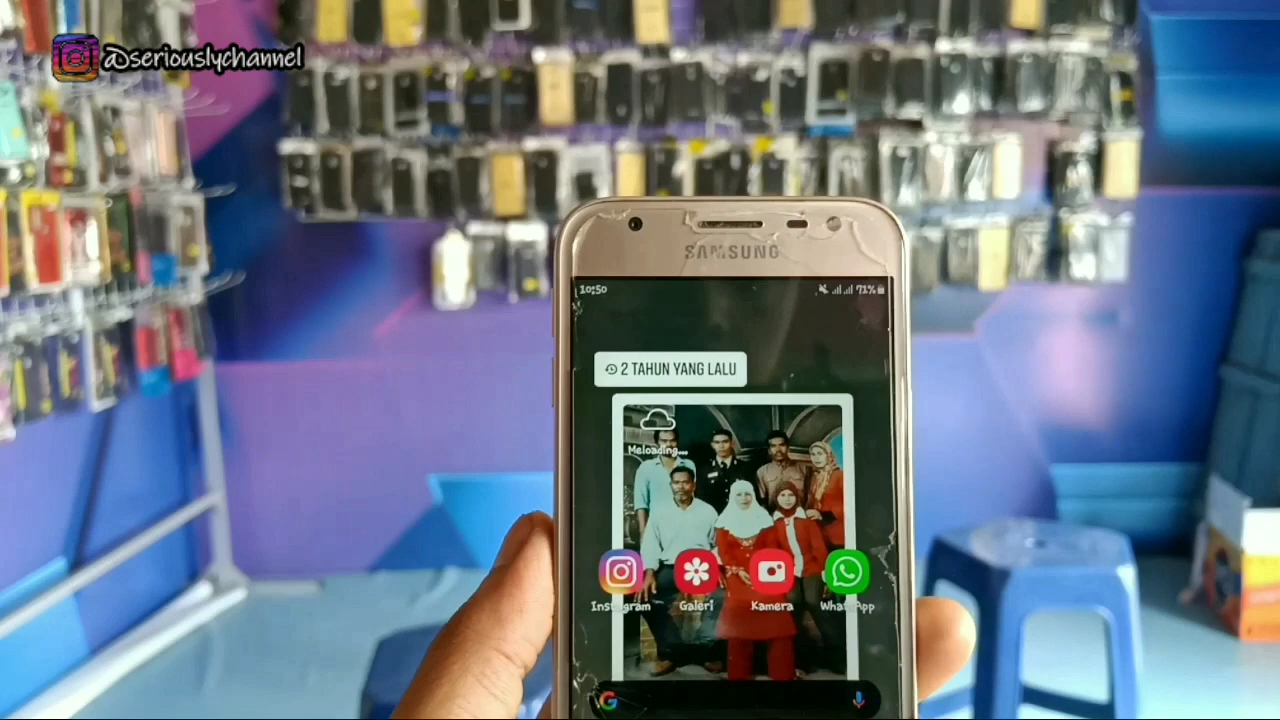 @seriouslychannel
SAMSUNG
10:50
71%
2 TAHUN YANG LALU
Meloading...
Instagram
Galeri
Kamera
WhatsApp